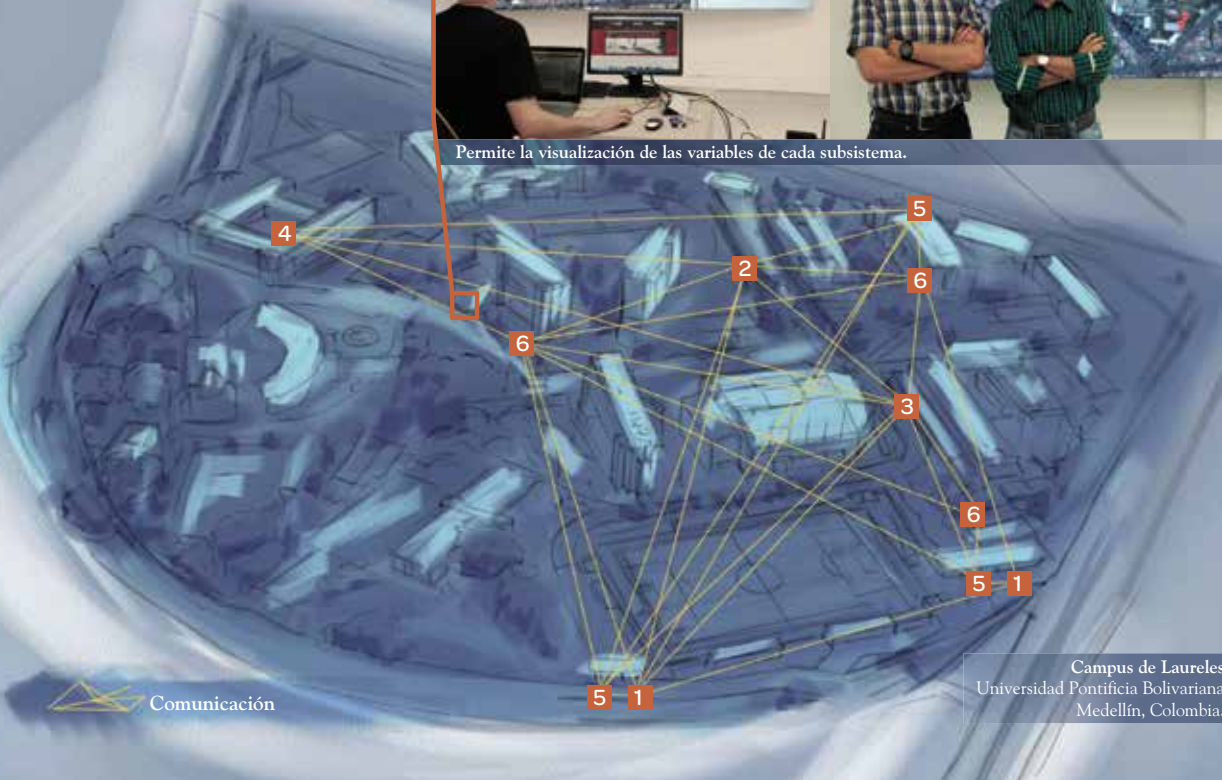 Permite la visualización de las variables de cada subsistema.
5
4
2
6
6
3
6
5
1
5
1
Comunicación
Campus de Laureles
Universidad Pontificia Bolivariana
Medellín, Colombia.